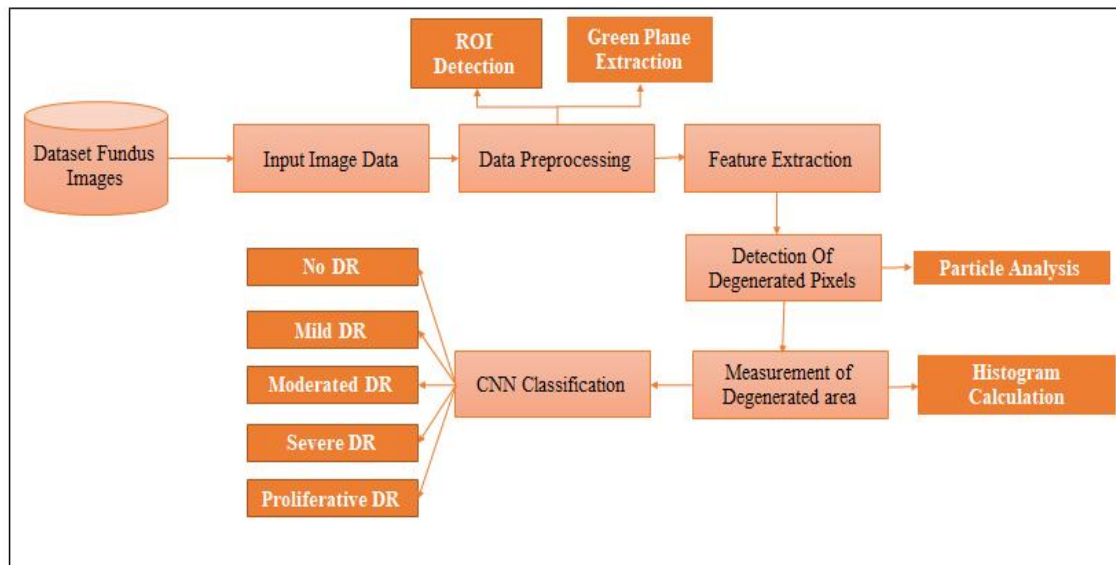 ROI
Detection
Green Plane
Extraction
Dataset Fundus
Images
Input Image Data
Data Preprocessing
Feature Extraction
Detection Of
Degenerated Pixels
Particle Analysis
Measurement of
Degenerated area
Histogram
Calculation
CNN Classification
No DR
Mild DR
Moderated DR
Severe DR
Proliferative DR